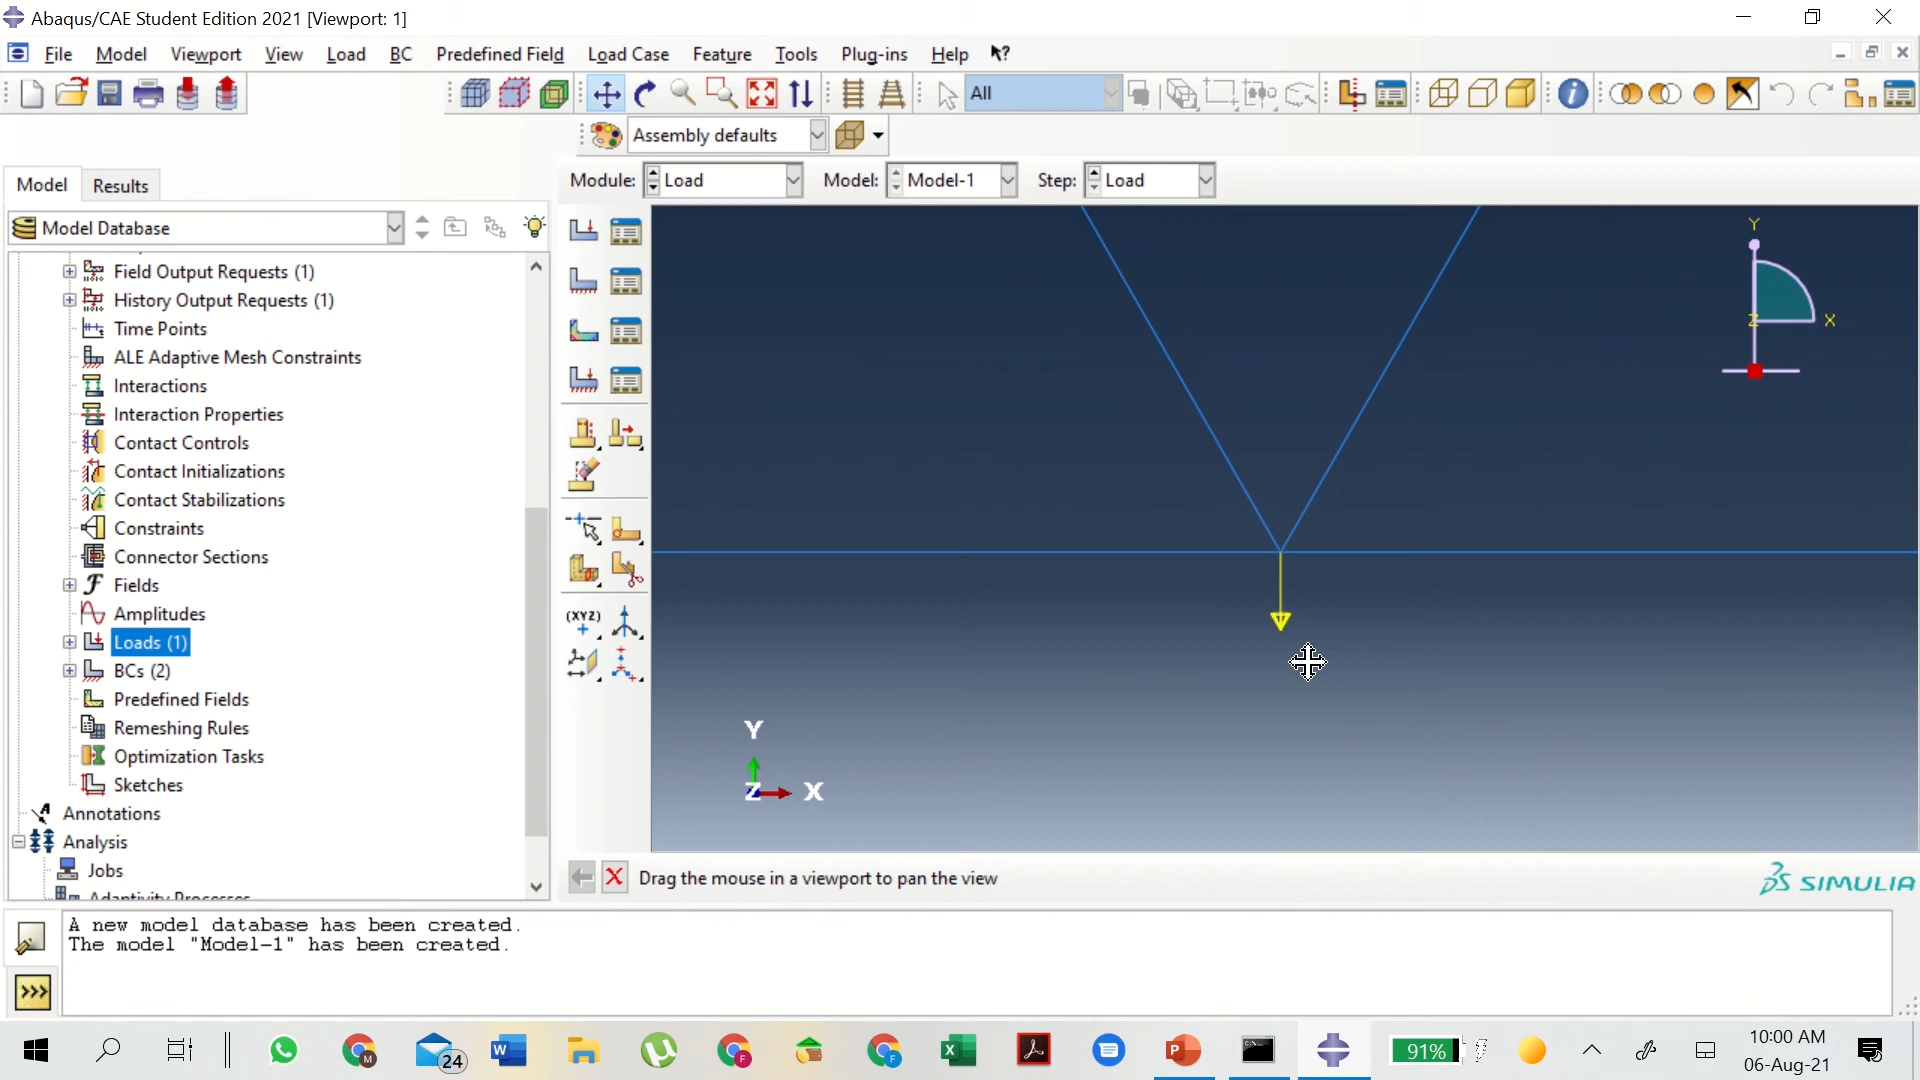 Abaqus/CAE Student Edition 2021 [Viewport: 1]
File Model Viewport View Load BC Predefined Field Load Case Feature Tools Plug-ins Help
All
Assembly defaults
Model Results
Module: Load Model: Model-1 Step: Load
Model Database
Field Output Requests (1)
History Output Requests (1)
Time Points
ALE Adaptive Mesh Constraints
Interactions
Interaction Properties
Contact Controls
Contact Initializations
Contact Stabilizations
Constraints
Connector Sections
Fields
Amplitudes
Loads (1)
BCs (2)
Predefined Fields
Remeshing Rules
Optimization Tasks
Sketches
Annotations
Analysis
Jobs
Adaptivity Processes
(XYZ)
Y
Z X
Y
Z X
Drag the mouse in a viewport to pan the view
SIMULIA
A new model database has been created.
The model "Model-1" has been created.
>>>
24
91%
10:00 AM
06-Aug-21